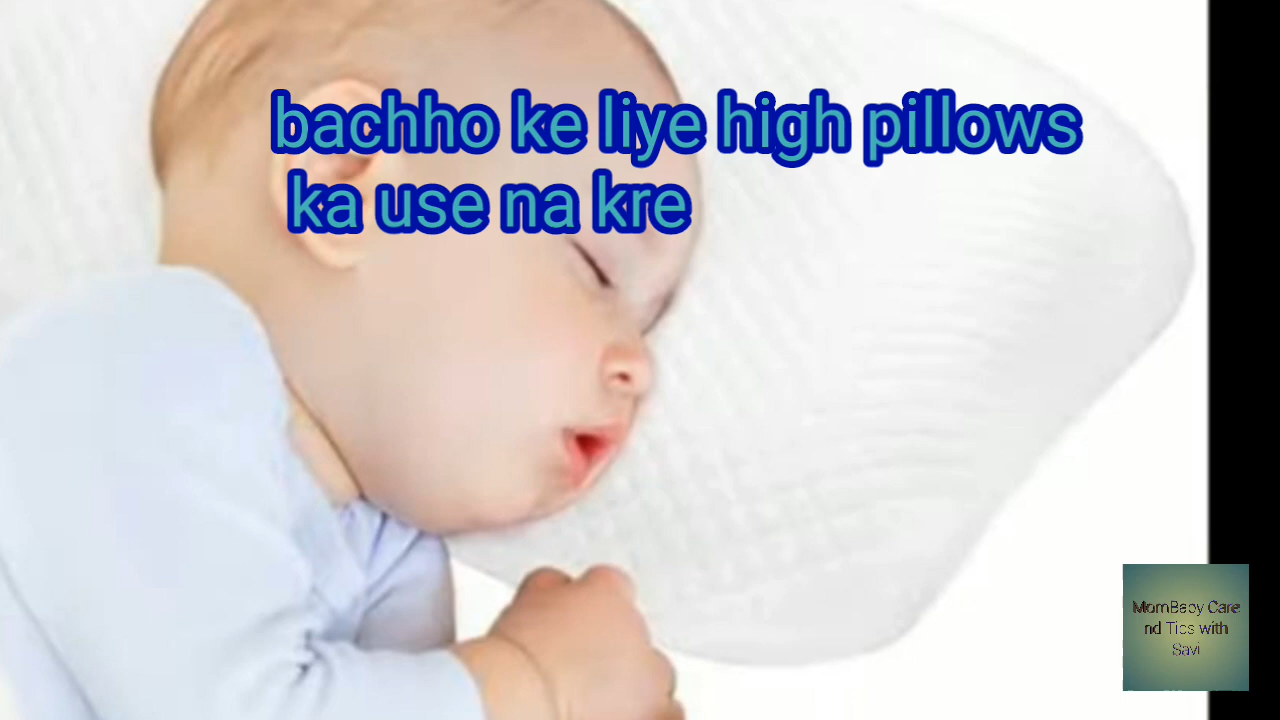 bachho ke liye high pillows
ka use na kre
MomBaby Care
nd Tips with
Savi